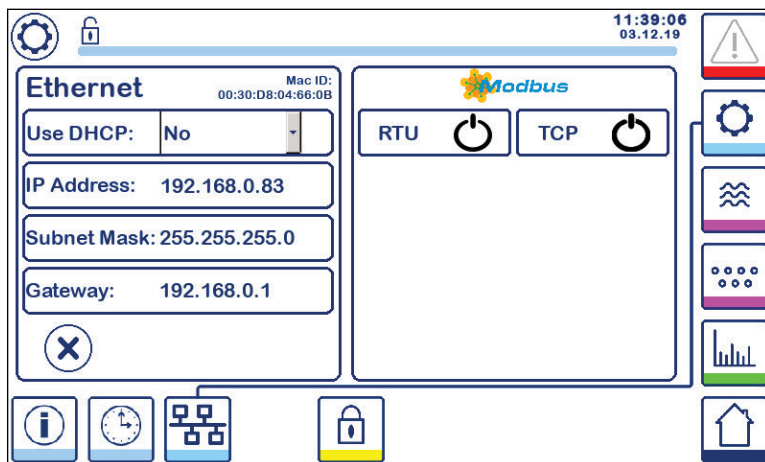 11:39:06
03.12.19
Ethernet
Mac ID:
00:30:D8:04:66:0B
Use DHCP: No
IP Address: 192.168.0.83
Subnet Mask: 255.255.255.0
Gateway: 192.168.0.1
Modbus
RTU TCP